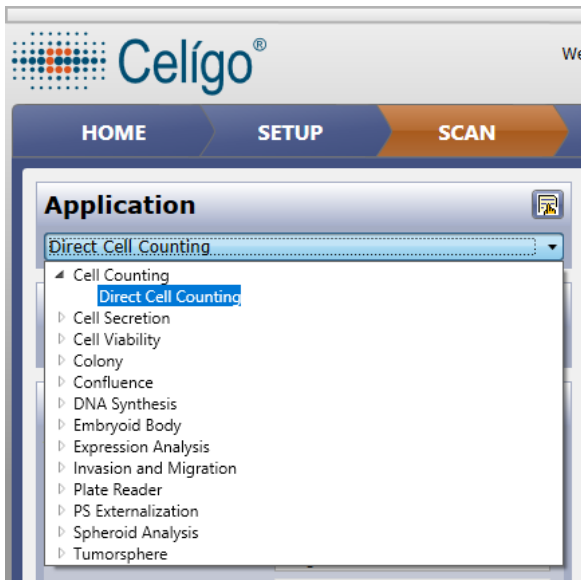 Celígo®
We
HOME SETUP SCAN
Application
Direct Cell Counting
Cell Counting
Direct Cell Counting
Cell Secretion
Cell Viability
Colony
Confluence
DNA Synthesis
Embryoid Body
Expression Analysis
Invasion and Migration
Plate Reader
PS Externalization
Spheroid Analysis
Tumorsphere